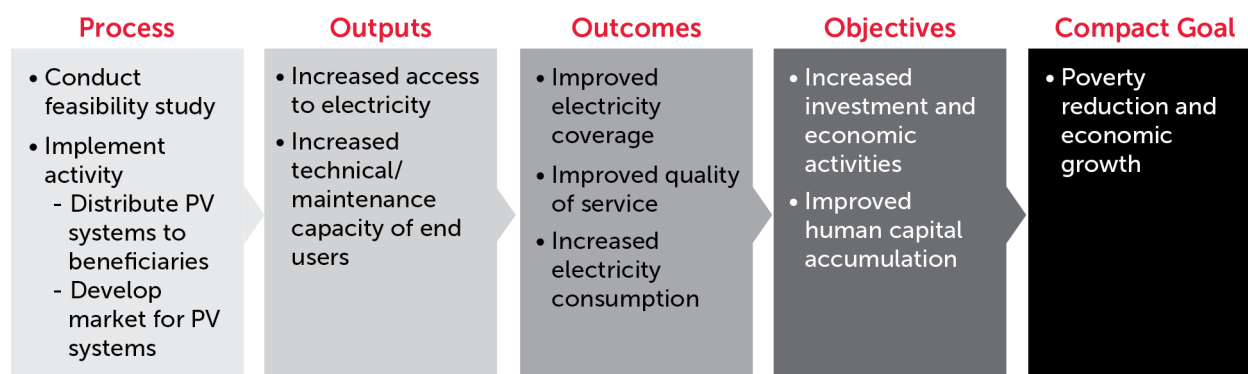 Process
• Conduct
feasibility study
• Implement
activity
- Distribute PV
systems to
beneficiaries
- Develop
market for PV
systems
Outputs
• Increased access
to electricity
• Increased
technical/
maintenance
capacity of end
users
Outcomes
• Improved
electricity
coverage
• Improved quality
of service
• Increased
electricity
consumption
Objectives
• Increased
investment and
economic
activities
• Improved
human capital
accumulation
Compact Goal
• Poverty
reduction and
economic
growth